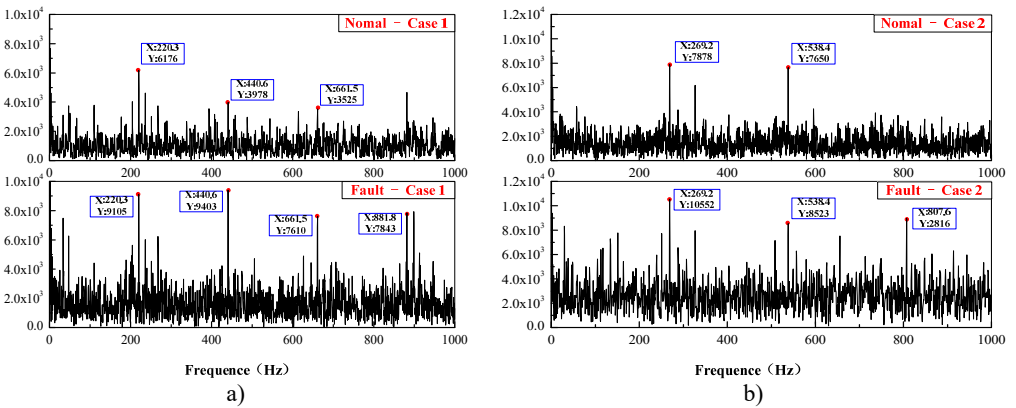 Nomal - Case 1
1.0x10⁴
8.0x10³
6.0x10³
4.0x10³
2.0x10³
0.0
X:220.3
Y:6176
X:440.6
Y:3978
X:661.5
Y:3525
Fault - Case 1
1.0x10⁴
8.0x10³
6.0x10³
4.0x10³
2.0x10³
0.0
X:220.3
Y:9105
X:440.6
Y:9403
X:661.5
Y:7610
X:881.8
Y:7843
0 200 400 600 800 1000
Frequence（Hz）
a)
Nomal - Case 2
1.2x10⁴
1.0x10⁴
8.0x10³
6.0x10³
4.0x10³
2.0x10³
0.0
X:269.2
Y:7878
X:538.4
Y:7650
0 200 400 600 800 1000
Fault - Case 2
1.2x10⁴
1.0x10⁴
8.0x10³
6.0x10³
4.0x10³
2.0x10³
0.0
X:269.2
Y:10552
X:538.4
Y:8523
X:807.6
Y:2816
0 200 400 600 800 1000
Frequence（Hz）
b)